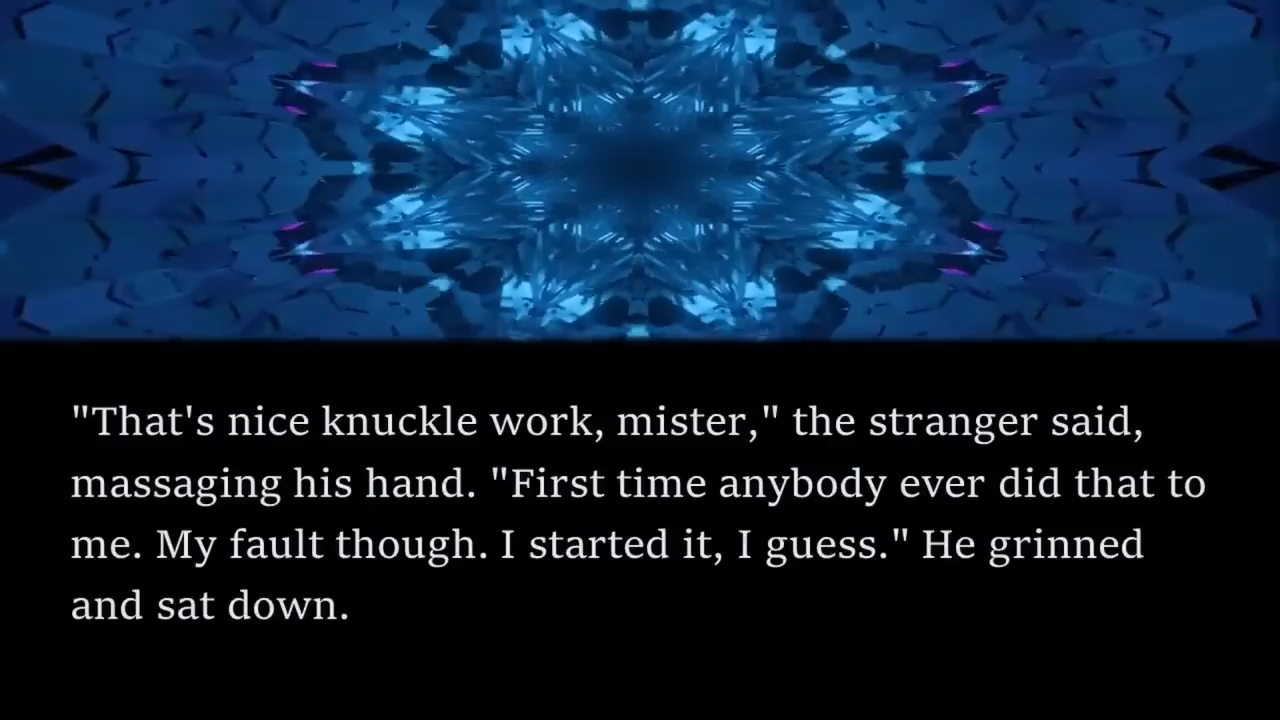 "That's nice knuckle work, mister," the stranger said,
massaging his hand. "First time anybody ever did that to
me. My fault though. I started it, I guess." He grinned
and sat down.